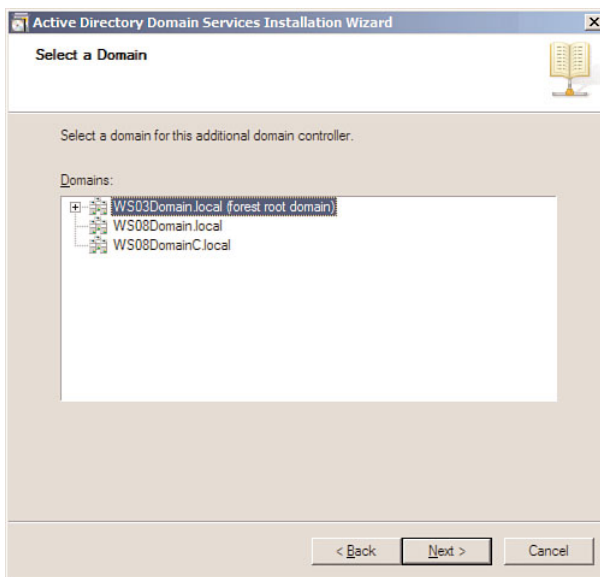 Active Directory Domain Services Installation Wizard
Select a Domain
Select a domain for this additional domain controller.
Domains:
WS03Domain.local (forest root domain)
WS08Domain.local
WS08DomainC.local
< Back
Next >
Cancel